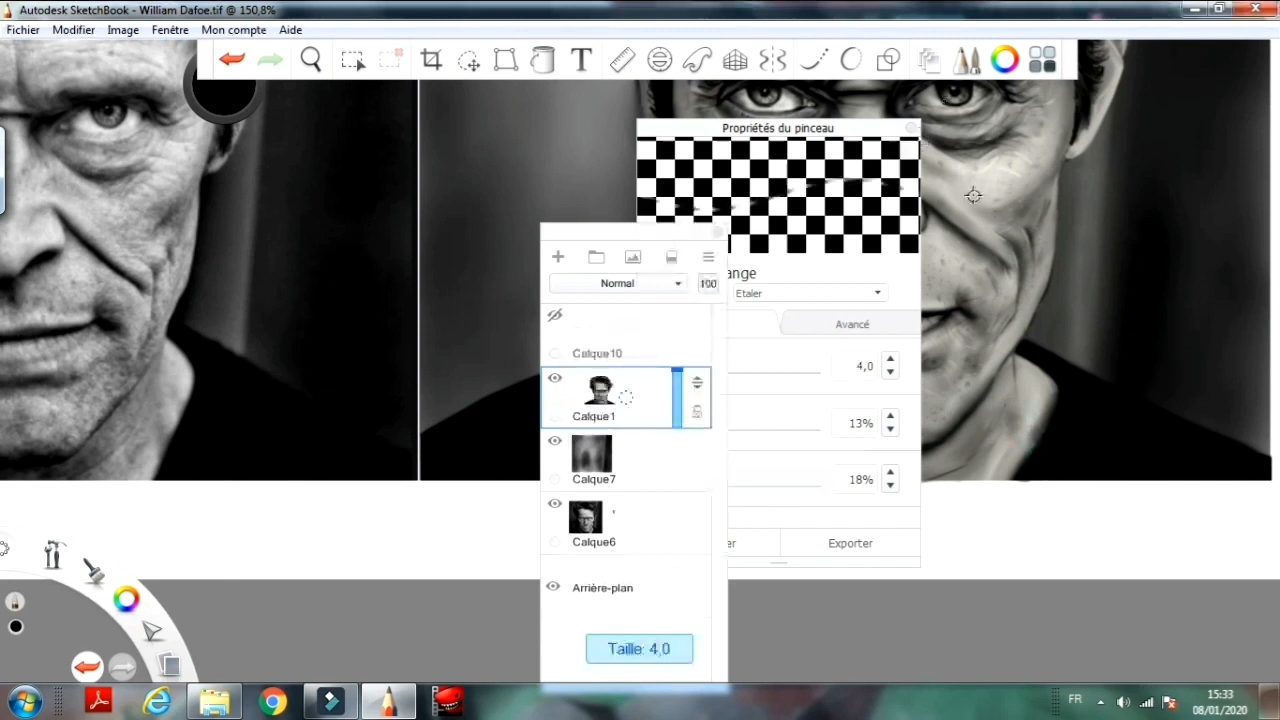 Autodesk SketchBook - William Dafoe.tif @ 150,8%
Fichier Modifier Image Fenêtre Mon compte Aide
T
Propriétés du pinceau
ange
Normal 100
Etaler
Avancé
Calque10
4,0
Calque1
13%
Calque7
18%
Calque6
er Exporter
Arrière-plan
Taille: 4,0
FR
15:33
08/01/2020